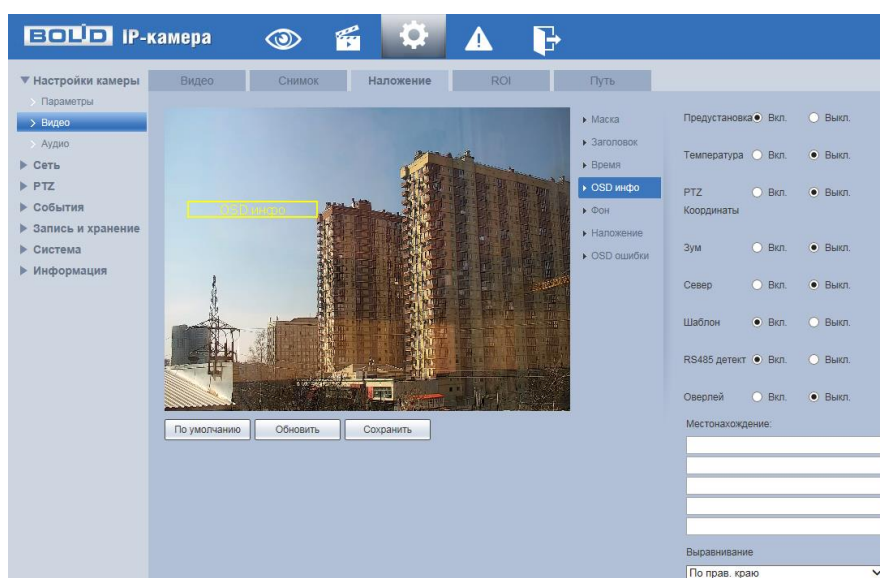 BOLID IP-камера
Настройки камеры
Параметры
Видео
Аудио
Сеть
PTZ
События
Запись и хранение
Система
Информация
Видео
Снимок
Наложение
ROI
Путь
OSD инфо
По умолчанию
Обновить
Сохранить
Маска
Заголовок
Время
OSD инфо
Фон
Наложение
OSD ошибки
Предустановка Вкл. Выкл.
Температура Вкл. Выкл.
PTZ Вкл. Выкл.
Координаты
Зум Вкл. Выкл.
Север Вкл. Выкл.
Шаблон Вкл. Выкл.
RS485 детект Вкл. Выкл.
Оверлей Вкл. Выкл.
Местонахождение:
Выравнивание
По прав. краю